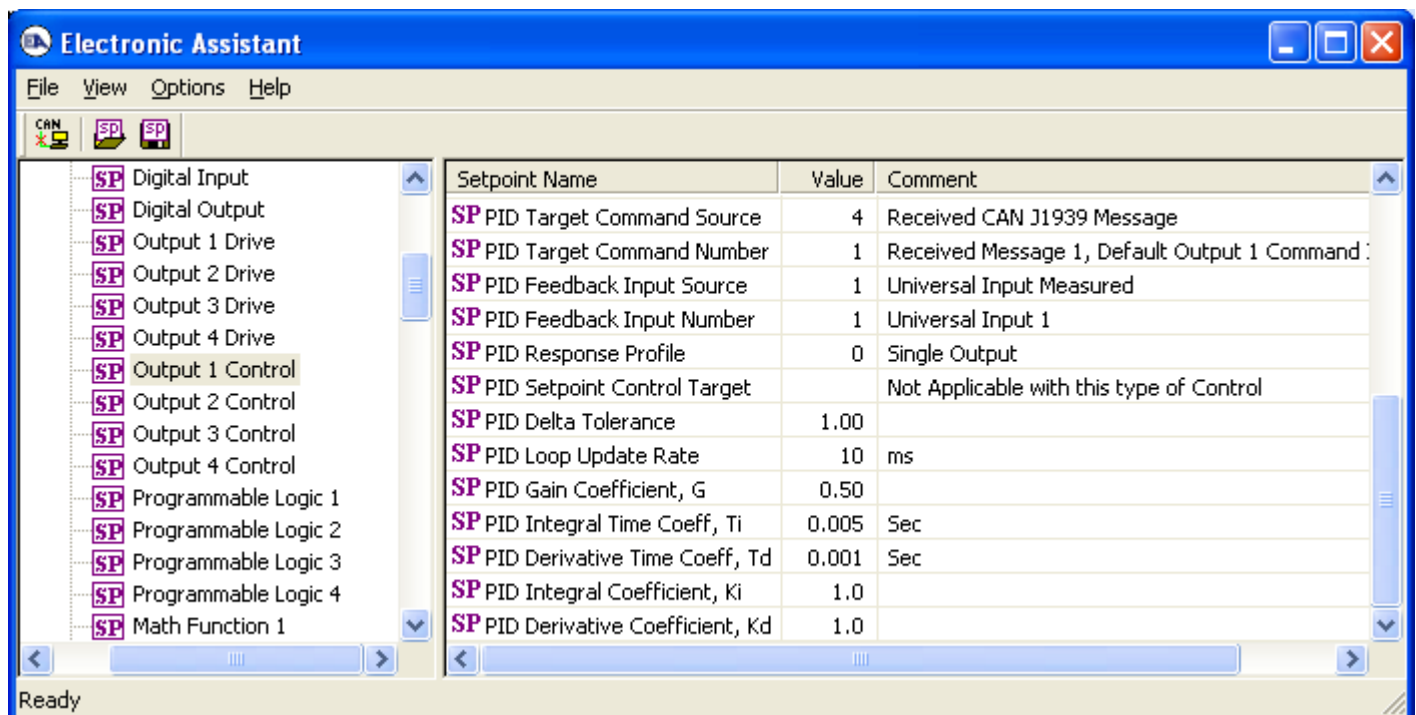 Electronic Assistant
File View Options Help
CAN SP SP
SP Digital Input
SP Digital Output
SP Output 1 Drive
SP Output 2 Drive
SP Output 3 Drive
SP Output 4 Drive
SP Output 1 Control
SP Output 2 Control
SP Output 3 Control
SP Output 4 Control
SP Programmable Logic 1
SP Programmable Logic 2
SP Programmable Logic 3
SP Programmable Logic 4
SP Math Function 1
Setpoint Name Value Comment
SP PID Target Command Source 4 Received CAN J1939 Message
SP PID Target Command Number 1 Received Message 1, Default Output 1 Command
SP PID Feedback Input Source 1 Universal Input Measured
SP PID Feedback Input Number 1 Universal Input 1
SP PID Response Profile 0 Single Output
SP PID Setpoint Control Target Not Applicable with this type of Control
SP PID Delta Tolerance 1.00
SP PID Loop Update Rate 10 ms
SP PID Gain Coefficient, G 0.50
SP PID Integral Time Coeff, Ti 0.005 Sec
SP PID Derivative Time Coeff, Td 0.001 Sec
SP PID Integral Coefficient, Ki 1.0
SP PID Derivative Coefficient, Kd 1.0
Ready